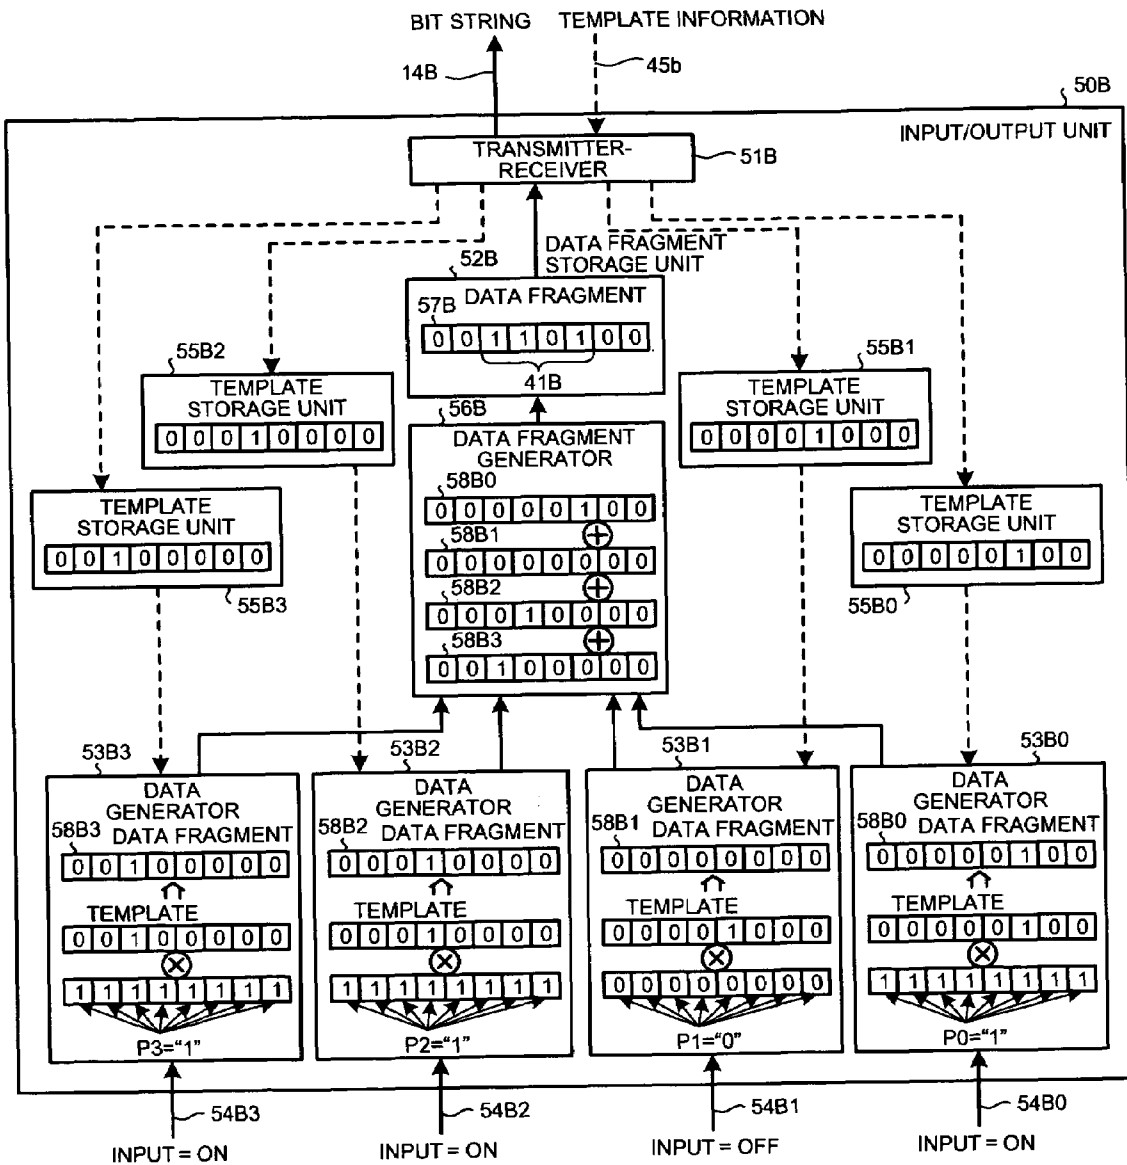 BIT STRING
TEMPLATE INFORMATION
14B
45b
50B
INPUT/OUTPUT UNIT
TRANSMITTER-
RECEIVER
51B
52B
DATA FRAGMENT
STORAGE UNIT
DATA FRAGMENT
57B
0 0 1 1 0 1 0 0
41B
55B2
TEMPLATE
STORAGE UNIT
0 0 0 1 0 0 0 0
55B1
TEMPLATE
STORAGE UNIT
0 0 0 0 1 0 0 0
56B
DATA FRAGMENT
GENERATOR
58B0
0 0 0 0 0 1 0 0
58B1
0 0 0 0 0 0 0 0
58B2
0 0 0 1 0 0 0 0
58B3
0 0 1 0 0 0 0 0
TEMPLATE
STORAGE UNIT
0 0 1 0 0 0 0 0
55B3
TEMPLATE
STORAGE UNIT
0 0 0 0 0 1 0 0
55B0
53B3
DATA
GENERATOR
58B3 DATA FRAGMENT
0 0 1 0 0 0 0 0
TEMPLATE
0 0 1 0 0 0 0 0
1 1 1 1 1 1 1 1
P3="1"
53B2
DATA
GENERATOR
58B2 DATA FRAGMENT
0 0 0 1 0 0 0 0
TEMPLATE
0 0 0 1 0 0 0 0
1 1 1 1 1 1 1 1
P2="1"
53B1
DATA
GENERATOR
58B1 DATA FRAGMENT
0 0 0 0 0 0 0 0
TEMPLATE
0 0 0 0 1 0 0 0
0 0 0 0 0 0 0 0
P1="0"
53B0
DATA
GENERATOR
58B0 DATA FRAGMENT
0 0 0 0 0 1 0 0
TEMPLATE
0 0 0 0 0 1 0 0
1 1 1 1 1 1 1 1
P0="1"
54B3
54B2
54B1
54B0
INPUT = ON
INPUT = ON
INPUT = OFF
INPUT = ON